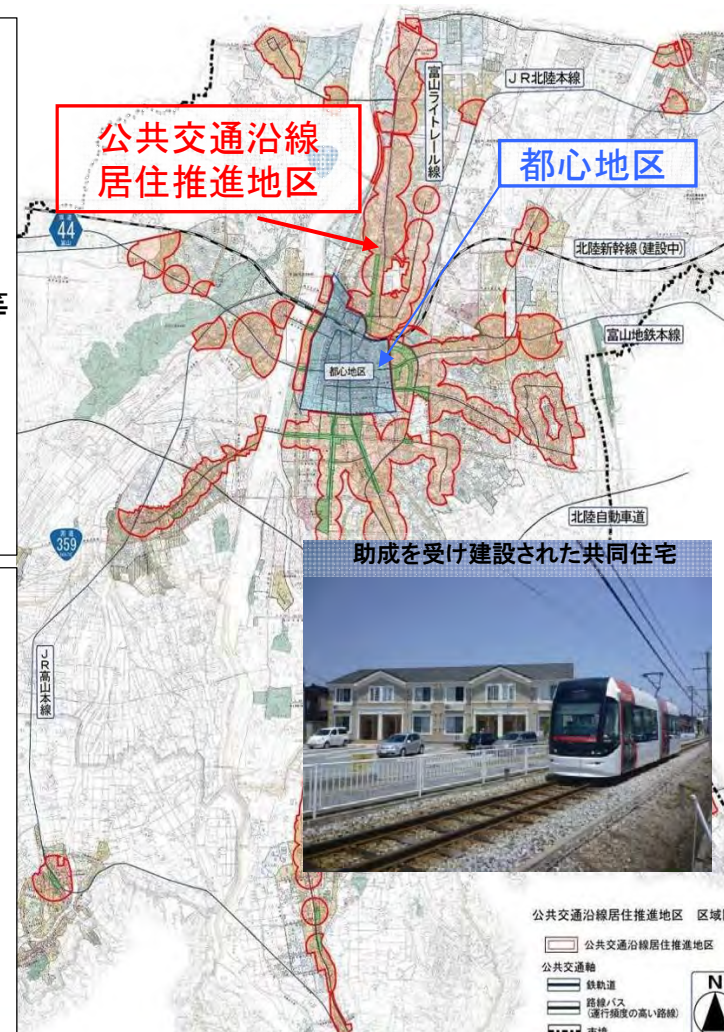 公共交通沿線
居住推進地区
都心地区
富山ライトレール線
JR北陸本線
北陸新幹線(建設中)
富山地鉄本線
都心地区
44
富山
北陸自動車道
国道
359
JR高山本線
助成を受け建設された共同住宅
公共交通沿線居住推進地区 区域
公共交通沿線居住推進地区
公共交通軸
鉄軌道
路線バス
(運行頻度の高い路線)
N